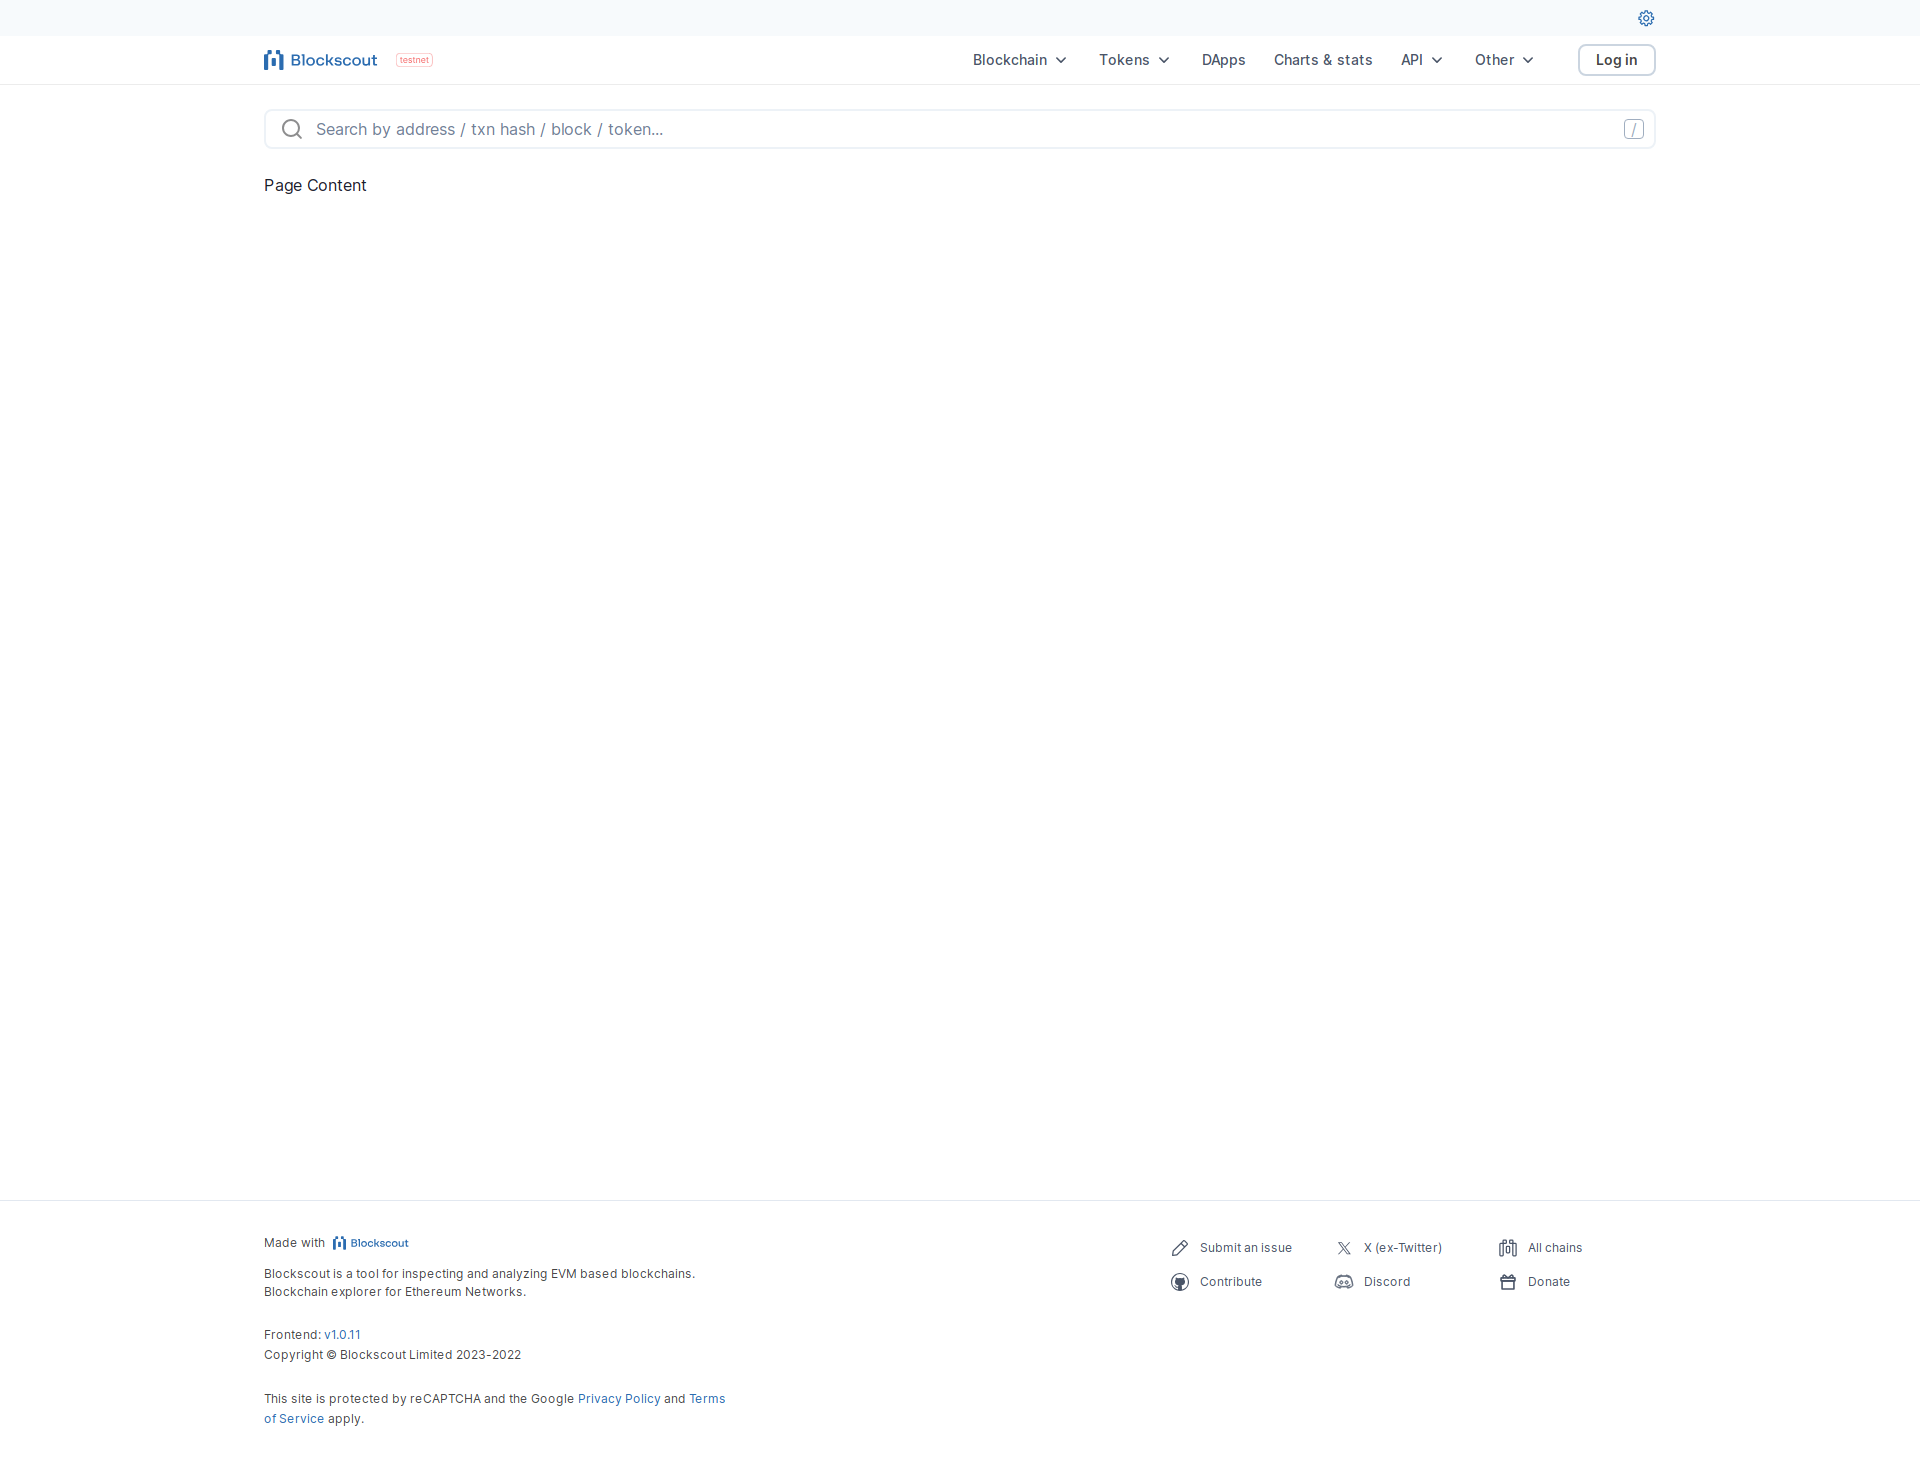 Blockscout testnet Blockchain Tokens DApps Charts & stats API Other Log in
Search by address / txn hash / block / token... /
Page Content
Made with Blockscout
Blockscout is a tool for inspecting and analyzing EVM based blockchains.
Blockchain explorer for Ethereum Networks.
Frontend: v1.0.11
Copyright © Blockscout Limited 2023-2022
This site is protected by reCAPTCHA and the Google Privacy Policy and Terms
of Service apply.
Submit an issue X (ex-Twitter) All chains
Contribute Discord Donate